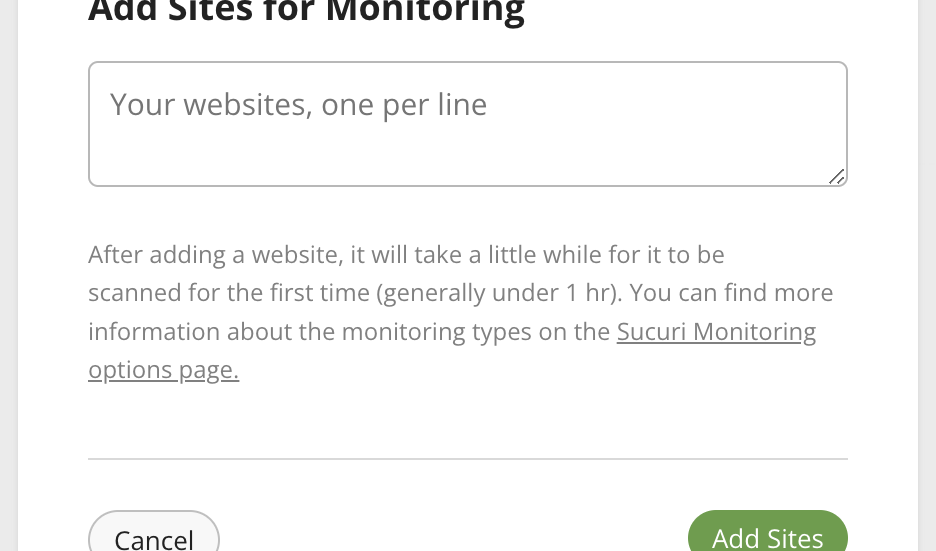 Add Sites for Monitoring
Your websites, one per line
After adding a website, it will take a little while for it to be
scanned for the first time (generally under 1 hr). You can find more
information about the monitoring types on the Sucuri Monitoring
options page.
Cancel
Add Sites